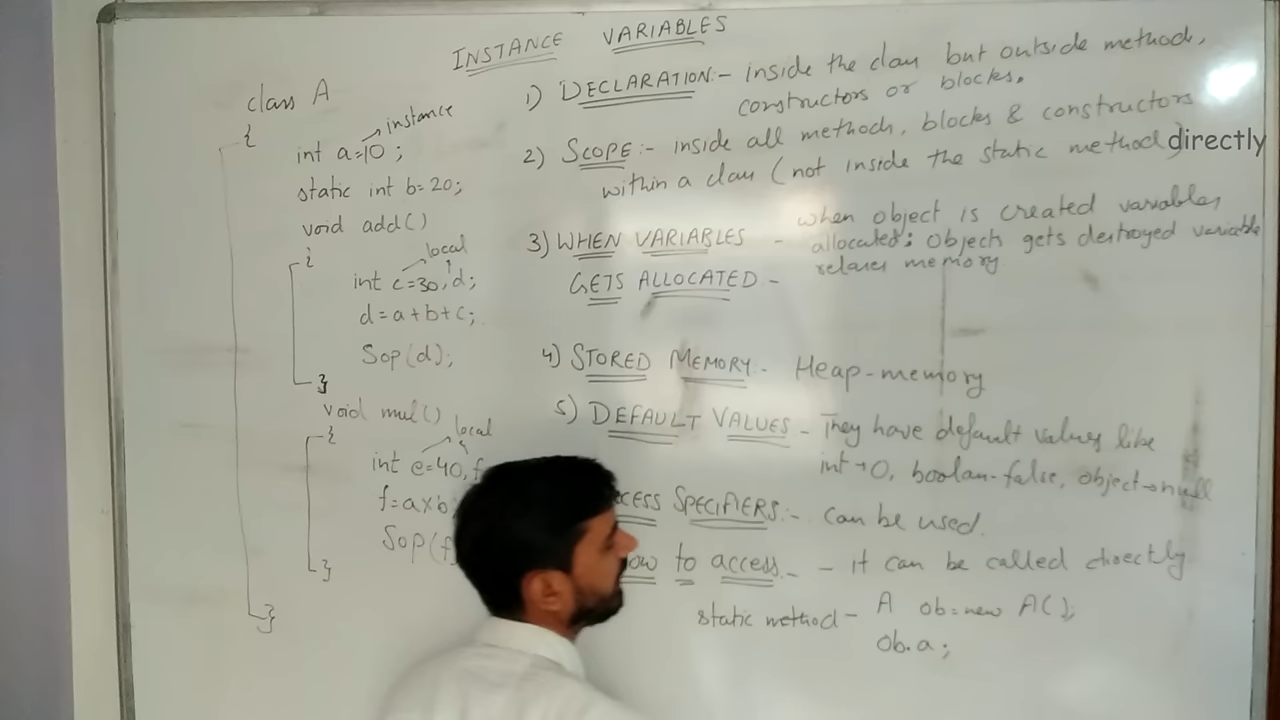 INSTANCE VARIABLES
class A
{
instance
int a=10;
static int b=20;
void add()
{
local
int c=30,d;
d=a+b+c;
Sop(d);
}
void mul()
{
local
int e=40,f
f=a×b
Sop(f
}
}
1) DECLARATION:- inside the class but outside method,
constructors or blocks.
2) SCOPE:- inside all methods, blocks & constructors
within a class (not inside the static method) directly
3) WHEN VARIABLES
GETS ALLOCATED -
- when object is created variables
allocated; Objects gets destroyed variable
memory
4) STORED MEMORY:- Heap-memory
5) DEFAULT VALUES - They have default values like
int→0, boolean-false, object→null
CESS SPECIFIERS:- can be used.
ow to access - - it can be called directly
static method - A ob=new A();
Ob.a;